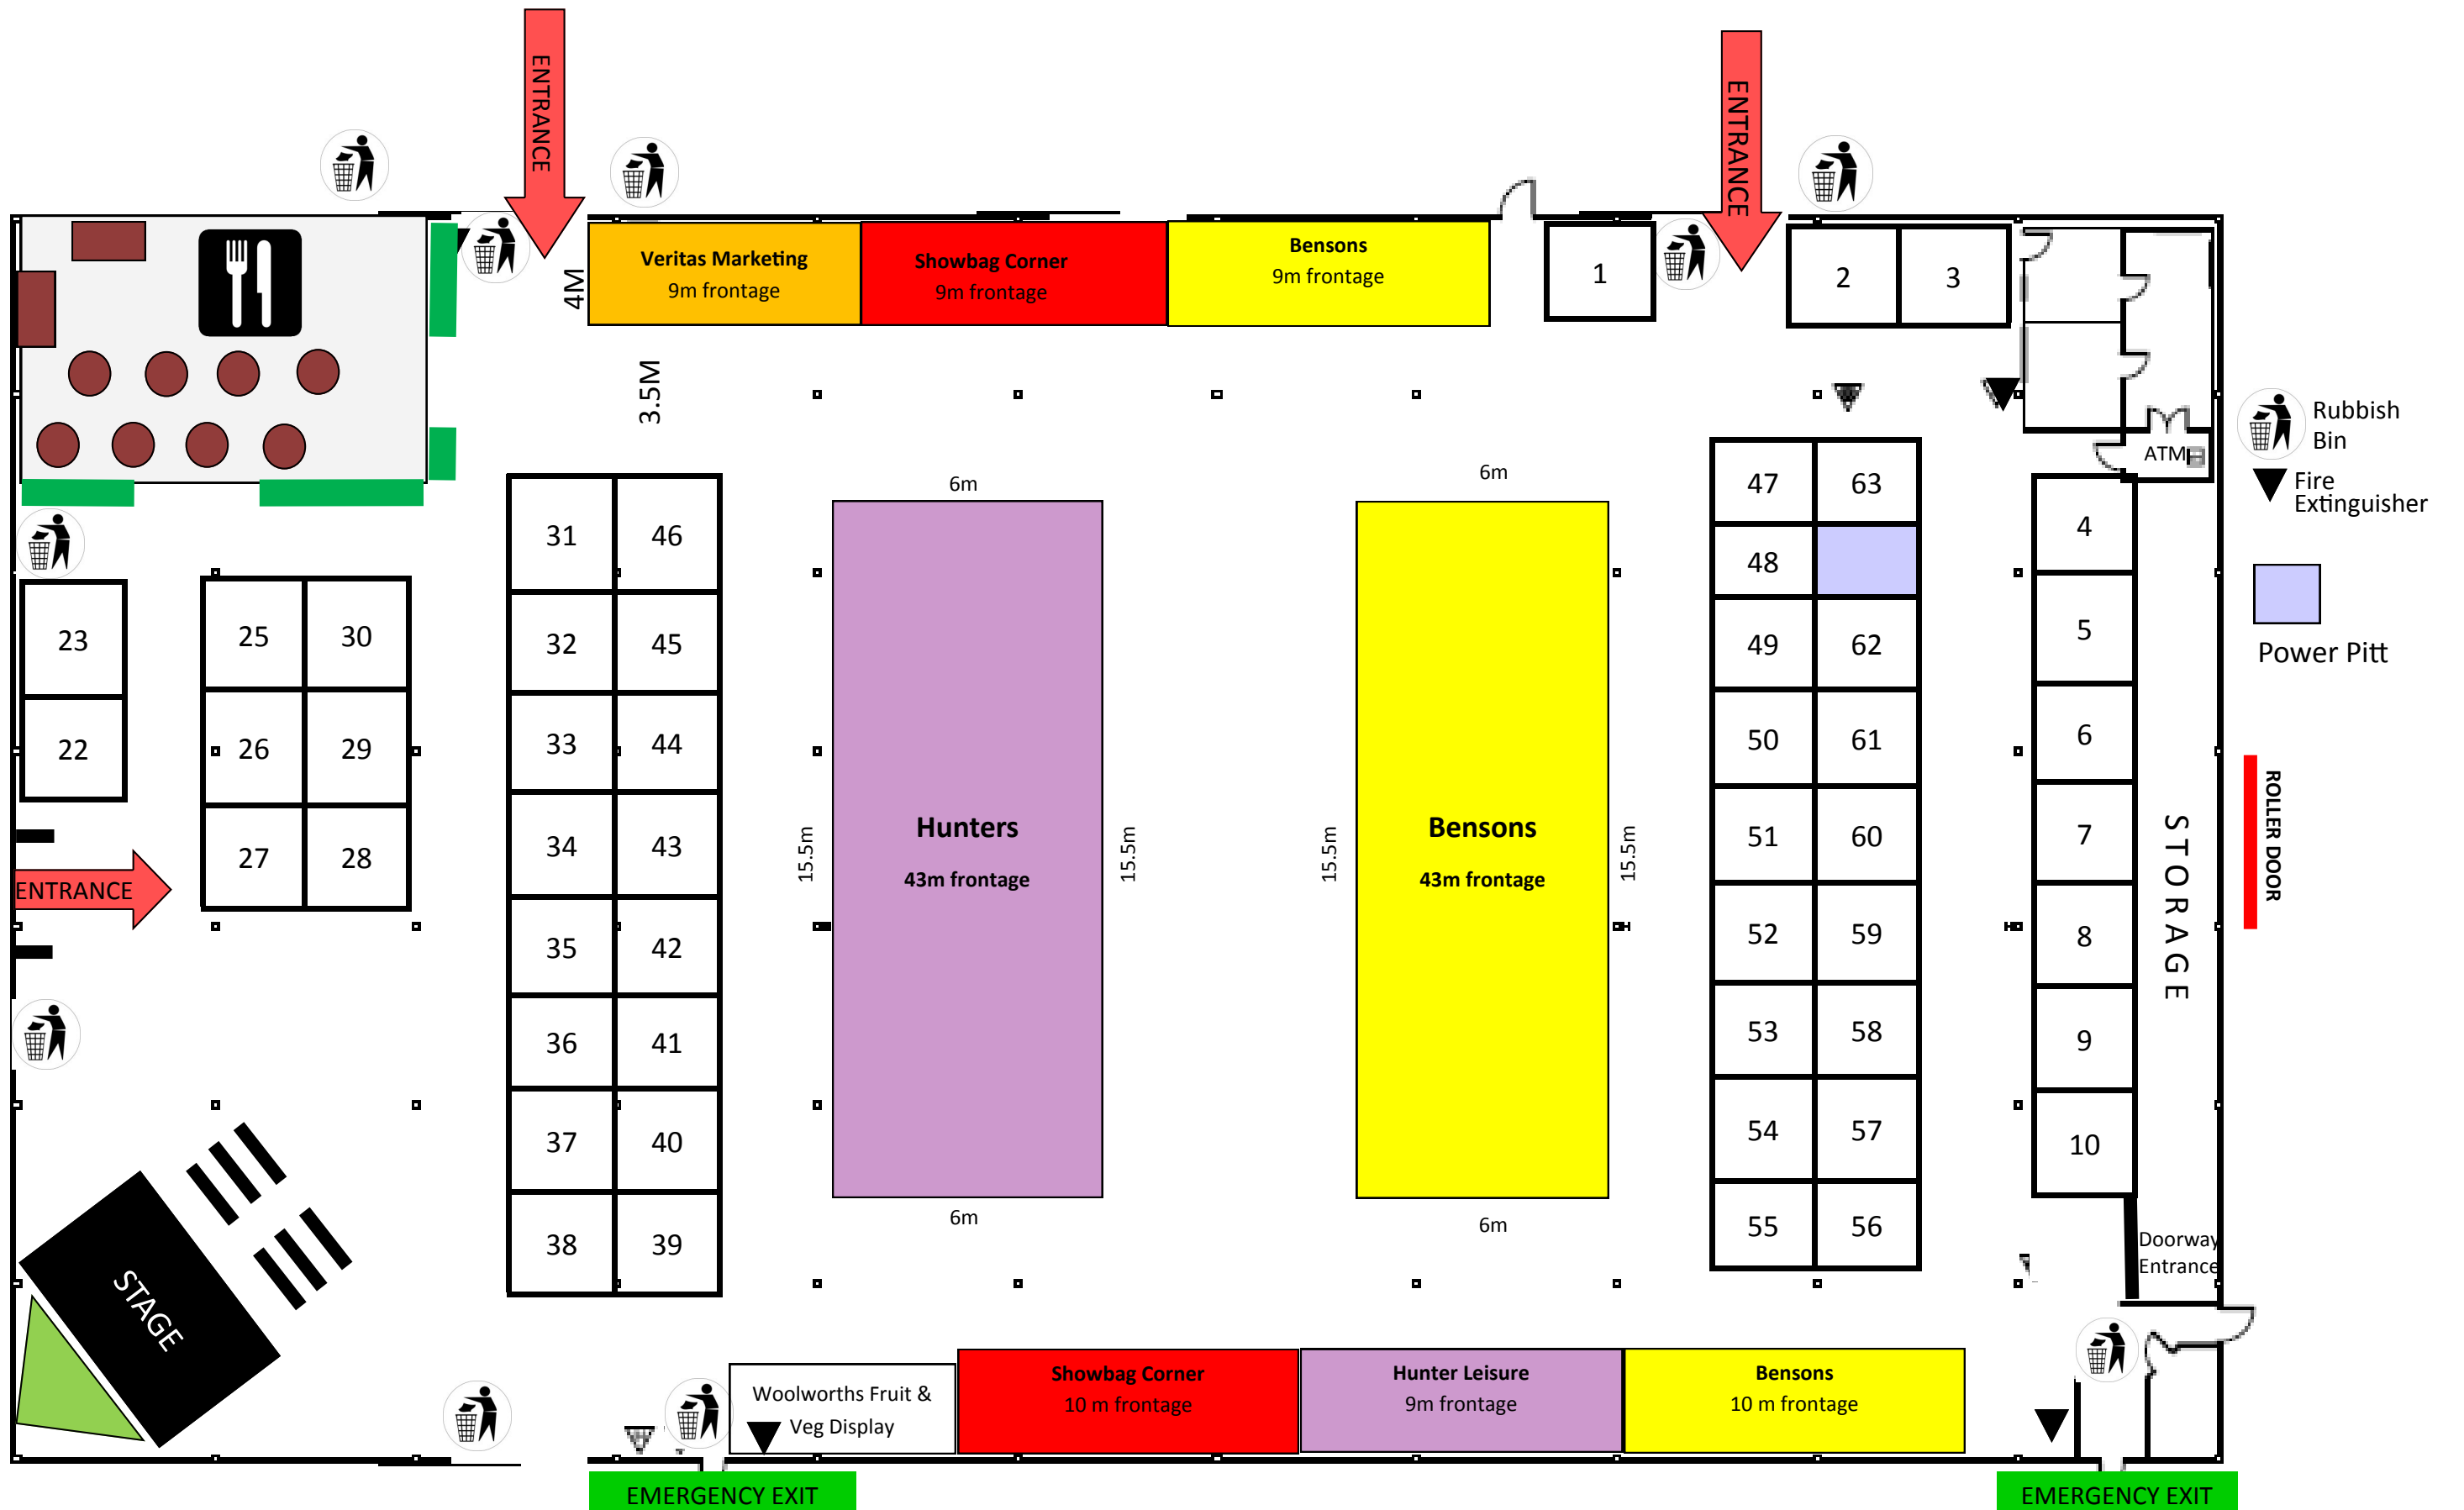 ENTRANCE
ENTRANCE
Veritas Marketing
9m frontage
Showbag Corner
9m frontage
Bensons
9m frontage
1
2
3
4M
3.5M
Rubbish
Bin
Fire
Extinguisher
Power Pitt
ATM
6m
6m
31
46
32
45
33
44
34
43
35
42
36
41
37
40
38
39
23
22
25
30
26
29
27
28
ENTRANCE
15.5m
Hunters
43m frontage
15.5m
15.5m
Bensons
43m frontage
15.5m
6m
6m
47
63
48
49
62
50
61
51
60
52
59
53
58
54
57
55
56
4
5
6
7
8
9
10
STORAGE
ROLLER DOOR
Doorway
Entrance
STAGE
Woolworths Fruit &
Veg Display
Showbag Corner
10 m frontage
Hunter Leisure
9m frontage
Bensons
10 m frontage
EMERGENCY EXIT
EMERGENCY EXIT